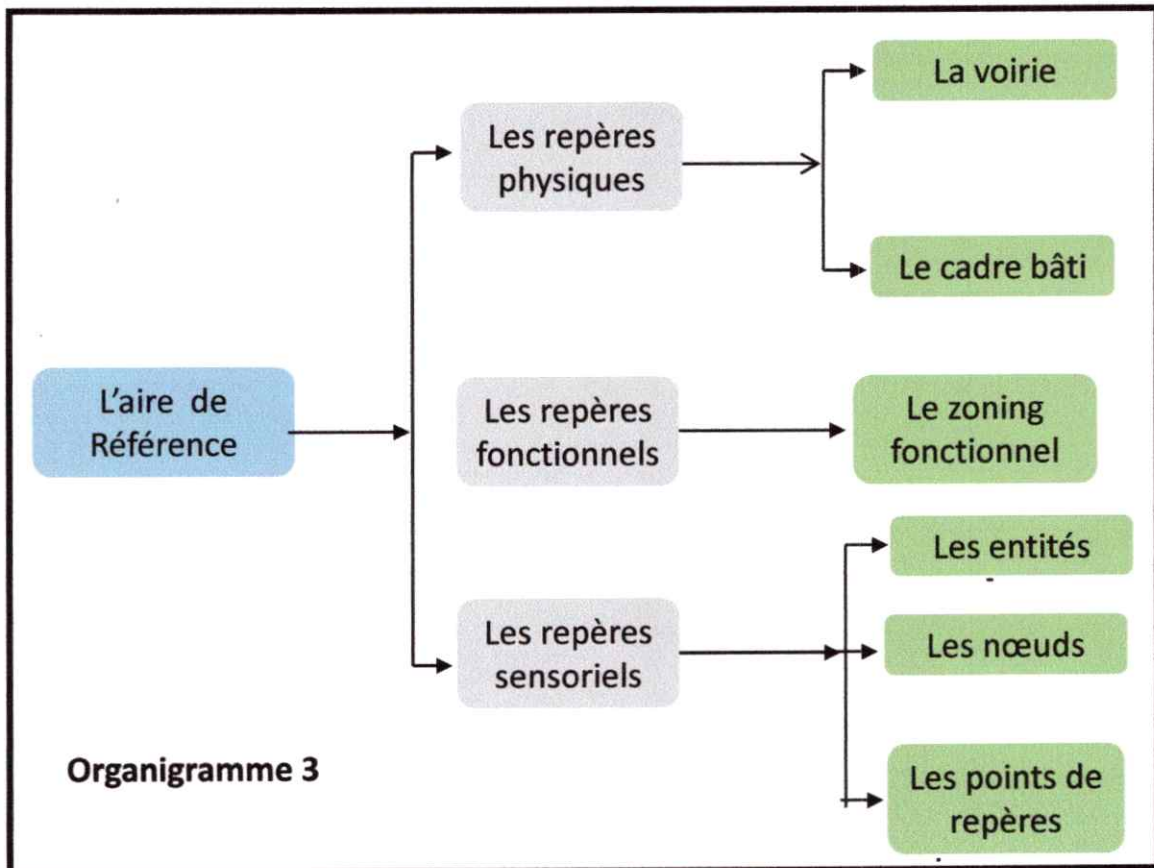 La voirie
Les repères
physiques
Le cadre bâti
L'aire de
Référence
Les repères
fonctionnels
Le zoning
fonctionnel
Les entités
Les repères
sensoriels
Les nœuds
Les points de
repères
Organigramme 3